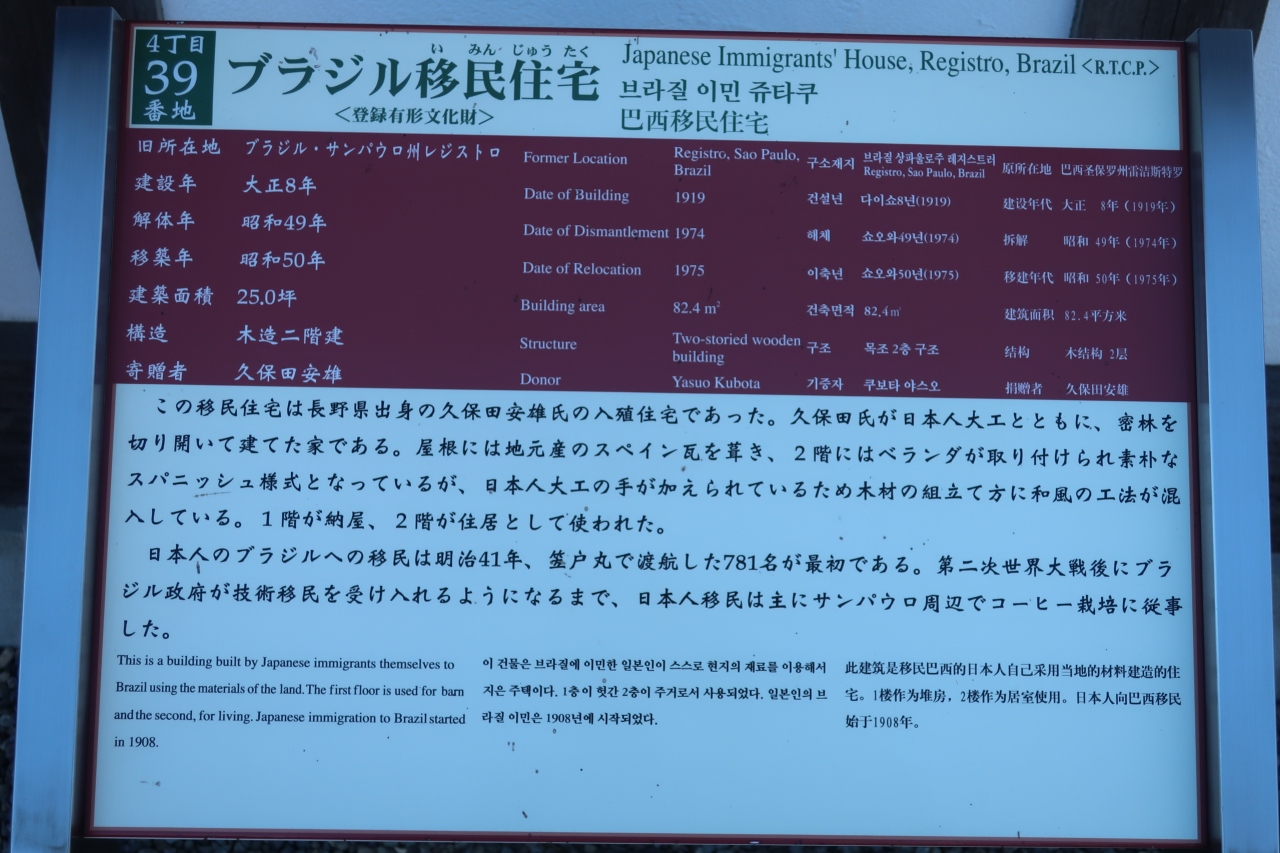 4丁目
39
番地
い みん じゅう たく
ブラジル移民住宅
<登録有形文化財>
Japanese Immigrants' House, Registro, Brazil <R.T.C.P.>
브라질 이민 쥬타쿠
巴西移民住宅
旧所在地 ブラジル・サンパウロ州レジストロ
建設年 大正8年
解体年 昭和49年
移築年 昭和50年
建築面積 25.0坪
構造 木造二階建
寄贈者 久保田安雄
Former Location Registro, Sao Paulo,
Brazil
Date of Building 1919
Date of Dismantlement 1974
Date of Relocation 1975
Building area 82.4 m²
Structure Two-storied wooden
building
Donor Yasuo Kubota
구소재지 브라질 상파울로주 레지스트러
Registro, Sao Paulo, Brazil
건설년 다이쇼8년(1919)
해체 쇼오와49년(1974)
이축년 쇼오와50년(1975)
건축면적 82.4㎡
구조 목조 2층 구조
기증자 쿠보타 야스오
原所在地 巴西圣保罗州雷洁斯特罗
建设年代 大正 8年（1919年）
拆解 昭和 49年（1974年）
移建年代 昭和 50年（1975年）
建筑面积 82.4平方米
结构 木结构 2层
捐赠者 久保田安雄
この移民住宅は長野県出身の久保田安雄氏の入殖住宅であった。久保田氏が日本人大工とともに、密林を
切り開いて建てた家である。屋根には地元産のスペイン瓦を葺き、２階にはベランダが取り付けられ素朴な
スパニッシュ様式となっているが、日本人大工の手が加えられているため木材の組立て方に和風の工法が混
入している。１階が納屋、２階が住居として使われた。
日本人のブラジルへの移民は明治41年、笠戸丸で渡航した781名が最初である。第二次世界大戦後にブラ
ジル政府が技術移民を受け入れるようになるまで、日本人移民は主にサンパウロ周辺でコーヒー栽培に従事
した。
This is a building built by Japanese immigrants themselves to
Brazil using the materials of the land. The first floor is used for barn
and the second, for living. Japanese immigration to Brazil started
in 1908.
이 건물은 브라질에 이민한 일본인이 스스로 현지의 재료를 이용해서
지은 주택이다. 1층이 헛간 2층이 주거로서 사용되었다. 일본인의 브
라질 이민은 1908년에 시작되었다.
此建筑是移民巴西的日本人自己采用当地的材料建造的住
宅。1楼作为堆房，2楼作为居室使用。日本人向巴西移民
始于1908年。